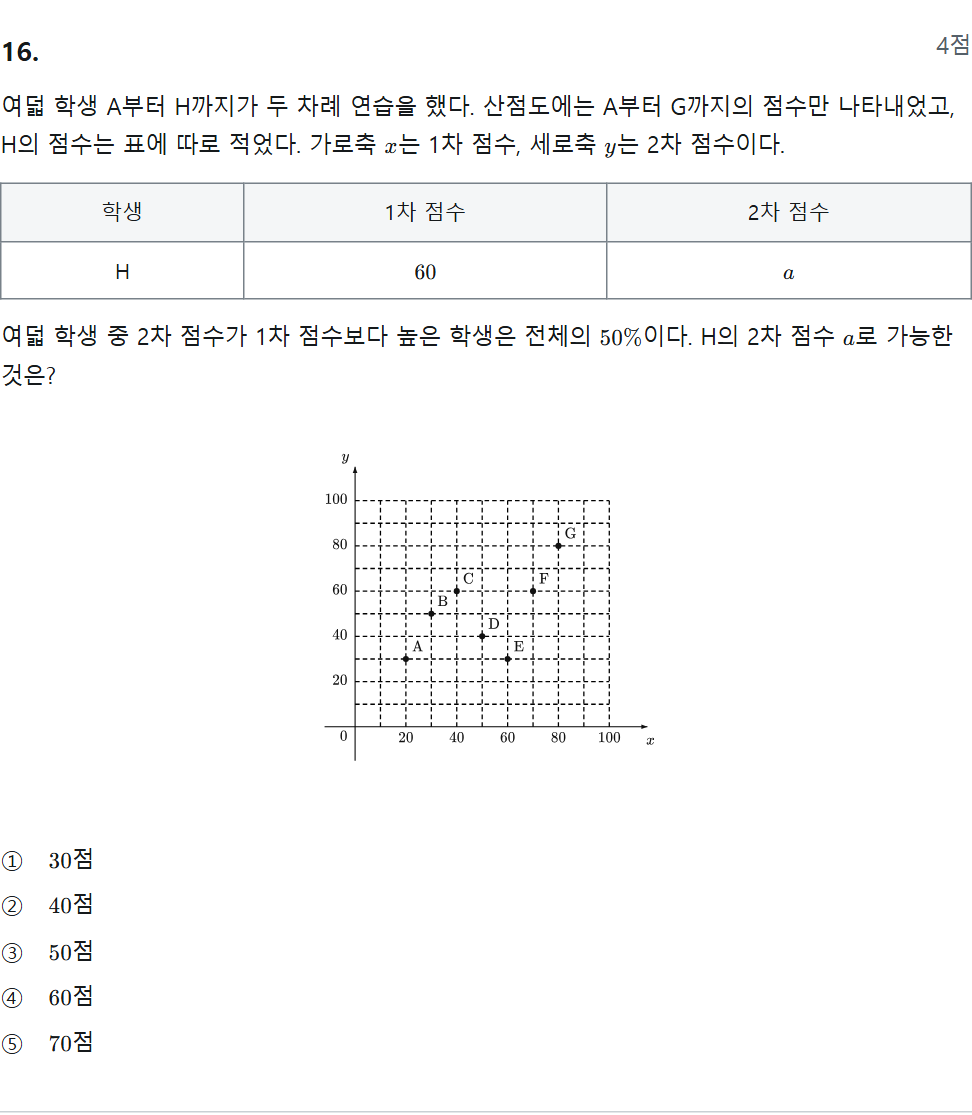 16.
4점
여덟 학생 A부터 H까지가 두 차례 연습을 했다. 산점도에는 A부터 G까지의 점수만 나타내었고,
H의 점수는 표에 따로 적었다. 가로축 x는 1차 점수, 세로축 y는 2차 점수이다.
학생 1차 점수 2차 점수
H 60 a
여덟 학생 중 2차 점수가 1차 점수보다 높은 학생은 전체의 50%이다. H의 2차 점수 a로 가능한
것은?
y
100
G
80
C F
60
B
D
40
A E
20
0 20 40 60 80 100 x
① 30점
② 40점
③ 50점
④ 60점
⑤ 70점